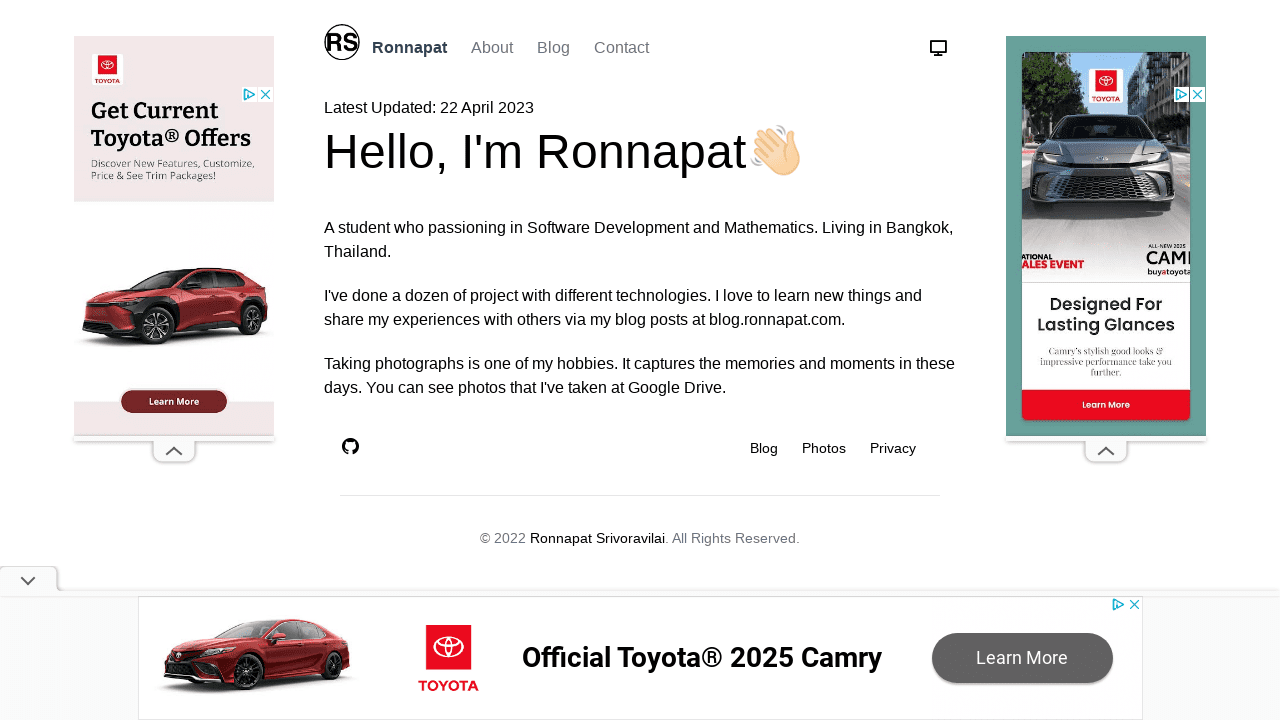 RS Ronnapat About Blog Contact
Latest Updated: 22 April 2023
Hello, I'm Ronnapat
A student who passioning in Software Development and Mathematics. Living in Bangkok,
Thailand.
I've done a dozen of project with different technologies. I love to learn new things and
share my experiences with others via my blog posts at blog.ronnapat.com.
Taking photographs is one of my hobbies. It captures the memories and moments in these
days. You can see photos that I've taken at Google Drive.
Blog Photos Privacy
© 2022 Ronnapat Srivoravilai. All Rights Reserved.
TOYOTA
Get Current
Toyota® Offers
Discover New Features, Customize,
Price & See Trim Packages!
Learn More
TOYOTA
ALL-NEW 2025
ATIONAL
ALES EVENT
CAMR
buyatoyota
Designed For
Lasting Glances
Camry's stylish good looks &
impressive performance take you
further.
Learn More
TOYOTA
Official Toyota® 2025 Camry
Learn More